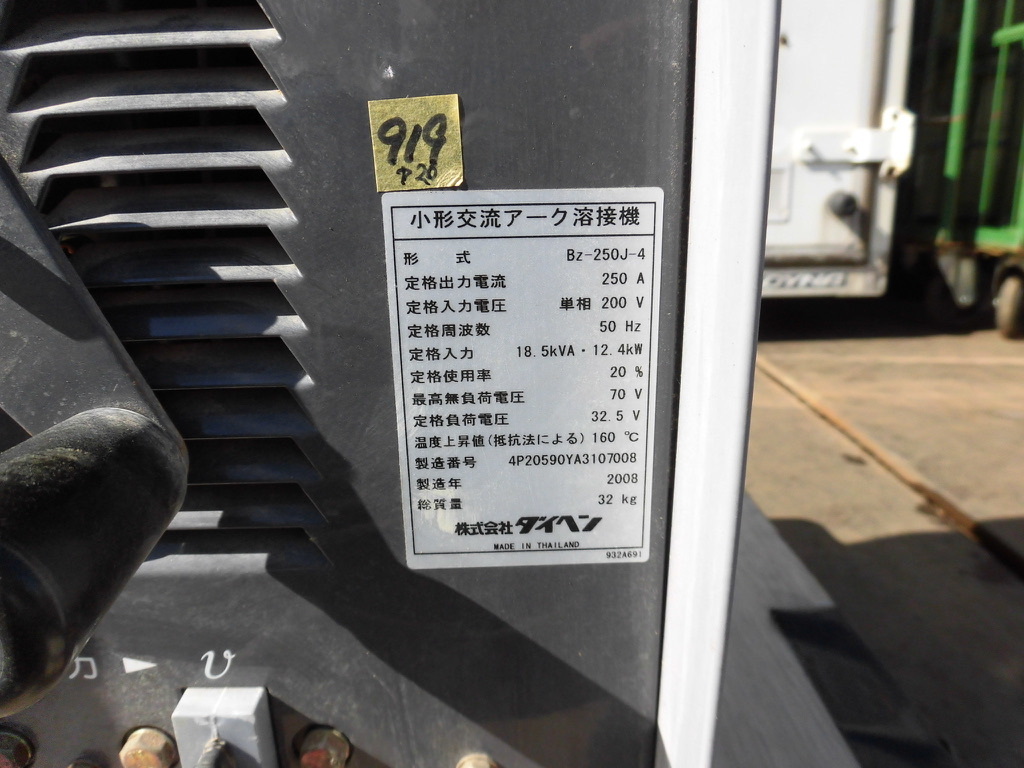 919
9.20
小形交流アーク溶接機
形 式 Bz-250J-4
定格出力電流 250 A
定格入力電圧 単相 200 V
定格周波数 50 Hz
定格入力 18.5kVA・12.4kW
定格使用率 20 %
最高無負荷電圧 70 V
定格負荷電圧 32.5 V
温度上昇値(抵抗法による) 160 ℃
製造番号 4P20590YA3107008
製造年 2008
総質量 32 kg
株式会社ダイヘン
MADE IN THAILAND
932A691
力 ▶ U